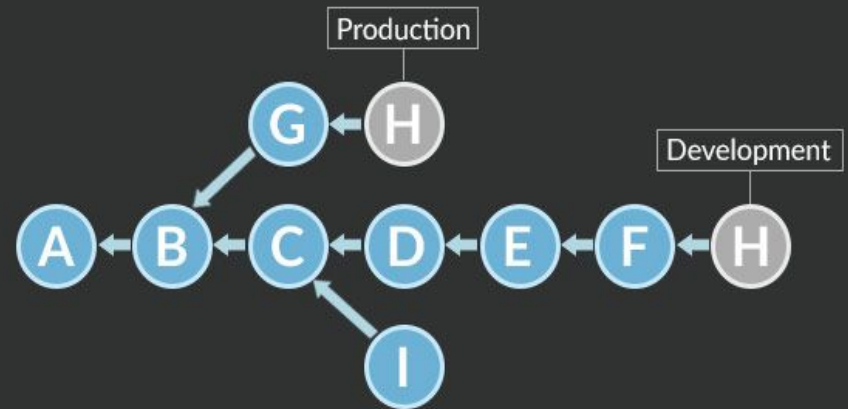 Production
G H
Development
A B C D E F H
I